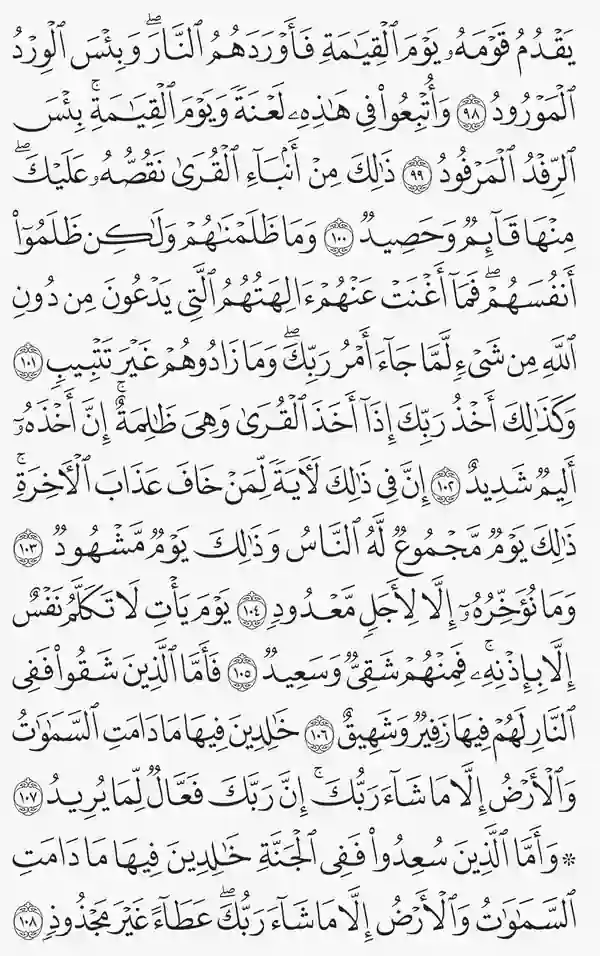 يَقْدُمُ قَوْمَهُۥ يَوْمَ ٱلْقِيَـٰمَةِ فَأَوْرَدَهُمُ ٱلنَّارَ ۖ وَبِئْسَ ٱلْوِرْدُ
ٱلْمَوْرُودُ ٩٨ وَأُتْبِعُوا۟ فِى هَـٰذِهِۦ لَعْنَةً وَيَوْمَ ٱلْقِيَـٰمَةِ ۚ بِئْسَ
ٱلرِّفْدُ ٱلْمَرْفُودُ ٩٩ ذَٰلِكَ مِنْ أَنۢبَآءِ ٱلْقُرَىٰ نَقُصُّهُۥ عَلَيْكَ ۖ
مِنْهَا قَآئِمٌ وَحَصِيدٌ ١٠٠ وَمَا ظَلَمْنَـٰهُمْ وَلَـٰكِن ظَلَمُوٓا۟
أَنفُسَهُمْ ۖ فَمَآ أَغْنَتْ عَنْهُمْ ءَالِهَتُهُمُ ٱلَّتِى يَدْعُونَ مِن دُونِ
ٱللَّهِ مِن شَىْءٍ لَّمَّا جَآءَ أَمْرُ رَبِّكَ ۖ وَمَا زَادُوهُمْ غَيْرَ تَتْبِيبٍ ١٠١
وَكَذَٰلِكَ أَخْذُ رَبِّكَ إِذَآ أَخَذَ ٱلْقُرَىٰ وَهِىَ ظَـٰلِمَةٌ ۚ إِنَّ أَخْذَهُۥٓ
أَلِيمٌ شَدِيدٌ ١٠٢ إِنَّ فِى ذَٰلِكَ لَـَٔايَةً لِّمَنْ خَافَ عَذَابَ ٱلْـَٔاخِرَةِ ۚ
ذَٰلِكَ يَوْمٌ مَّجْمُوعٌ لَّهُ ٱلنَّاسُ وَذَٰلِكَ يَوْمٌ مَّشْهُودٌ ١٠٣
وَمَا نُؤَخِّرُهُۥٓ إِلَّا لِأَجَلٍ مَّعْدُودٍ ١٠٤ يَوْمَ يَأْتِ لَا تَكَلَّمُ نَفْسٌ
إِلَّا بِإِذْنِهِۦ ۚ فَمِنْهُمْ شَقِىٌّ وَسَعِيدٌ ١٠٥ فَأَمَّا ٱلَّذِينَ شَقُوا۟ فَفِى
ٱلنَّارِ لَهُمْ فِيهَا زَفِيرٌ وَشَهِيقٌ ١٠٦ خَـٰلِدِينَ فِيهَا مَا دَامَتِ ٱلسَّمَـٰوَٰتُ
وَٱلْأَرْضُ إِلَّا مَا شَآءَ رَبُّكَ ۚ إِنَّ رَبَّكَ فَعَّالٌ لِّمَا يُرِيدُ ١٠٧
۞ وَأَمَّا ٱلَّذِينَ سُعِدُوا۟ فَفِى ٱلْجَنَّةِ خَـٰلِدِينَ فِيهَا مَا دَامَتِ
ٱلسَّمَـٰوَٰتُ وَٱلْأَرْضُ إِلَّا مَا شَآءَ رَبُّكَ ۖ عَطَآءً غَيْرَ مَجْذُوذٍ ١٠٨